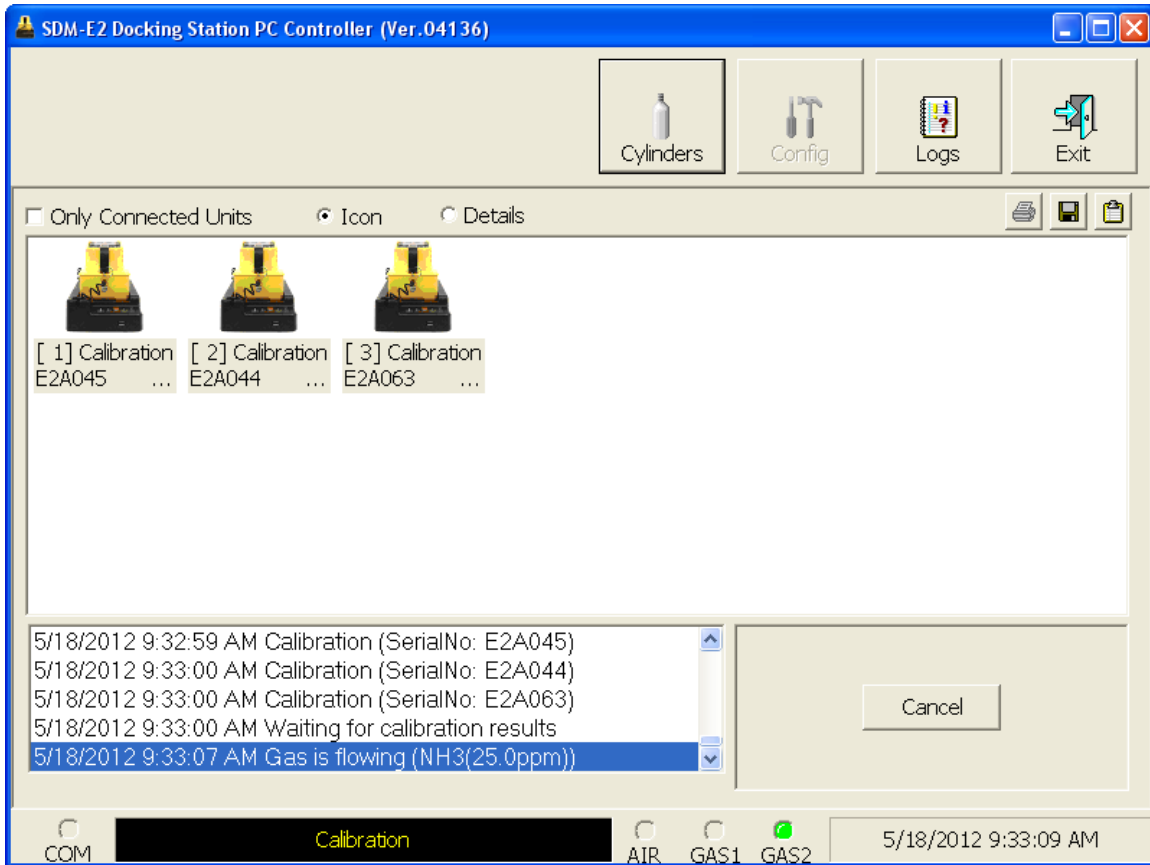 SDM-E2 Docking Station PC Controller (Ver.04136)
Cylinders Config Logs Exit
Only Connected Units Icon Details
[ 1] Calibration [ 2] Calibration [ 3] Calibration
E2A045 ... E2A044 ... E2A063 ...
5/18/2012 9:32:59 AM Calibration (SerialNo: E2A045)
5/18/2012 9:33:00 AM Calibration (SerialNo: E2A044)
5/18/2012 9:33:00 AM Calibration (SerialNo: E2A063)
5/18/2012 9:33:00 AM Waiting for calibration results
5/18/2012 9:33:07 AM Gas is flowing (NH3(25.0ppm))
Cancel
COM Calibration AIR GAS1 GAS2 5/18/2012 9:33:09 AM